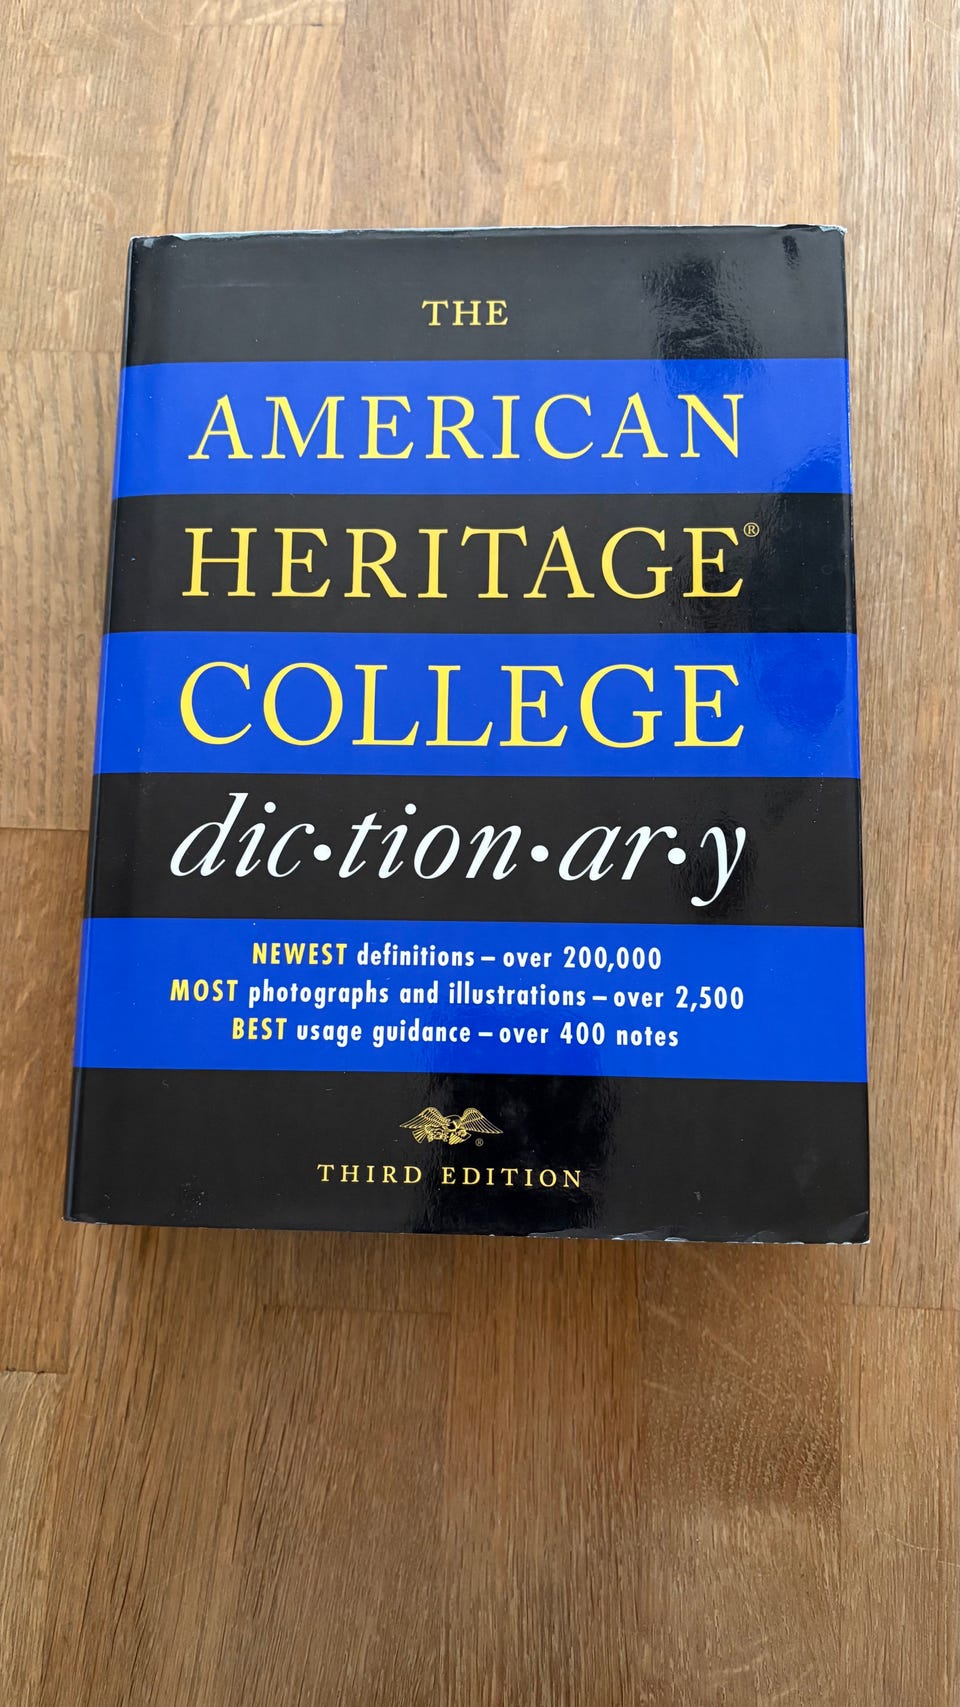 THE
AMERICAN
HERITAGE®
COLLEGE
dic•tion•ar•y
NEWEST definitions – over 200,000
MOST photographs and illustrations – over 2,500
BEST usage guidance – over 400 notes
®
THIRD EDITION